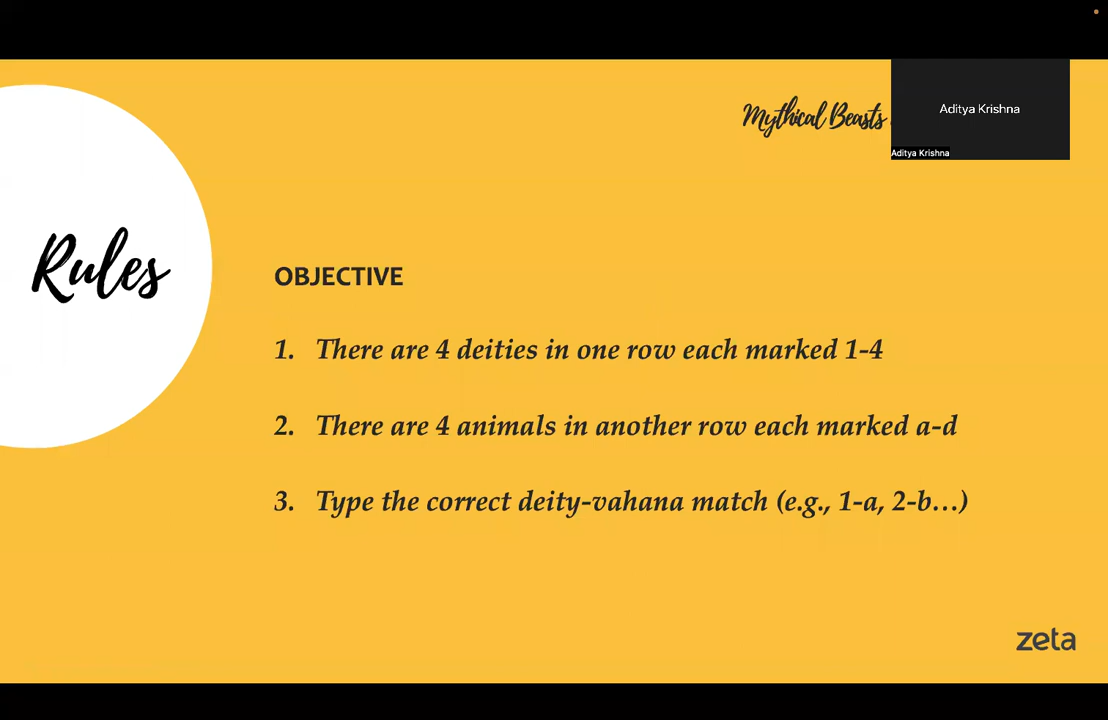 Mythical Beasts
Aditya Krishna
Aditya Krishna
Rules
OBJECTIVE
1. There are 4 deities in one row each marked 1-4
2. There are 4 animals in another row each marked a-d
3. Type the correct deity-vahana match (e.g., 1-a, 2-b…)
zeta